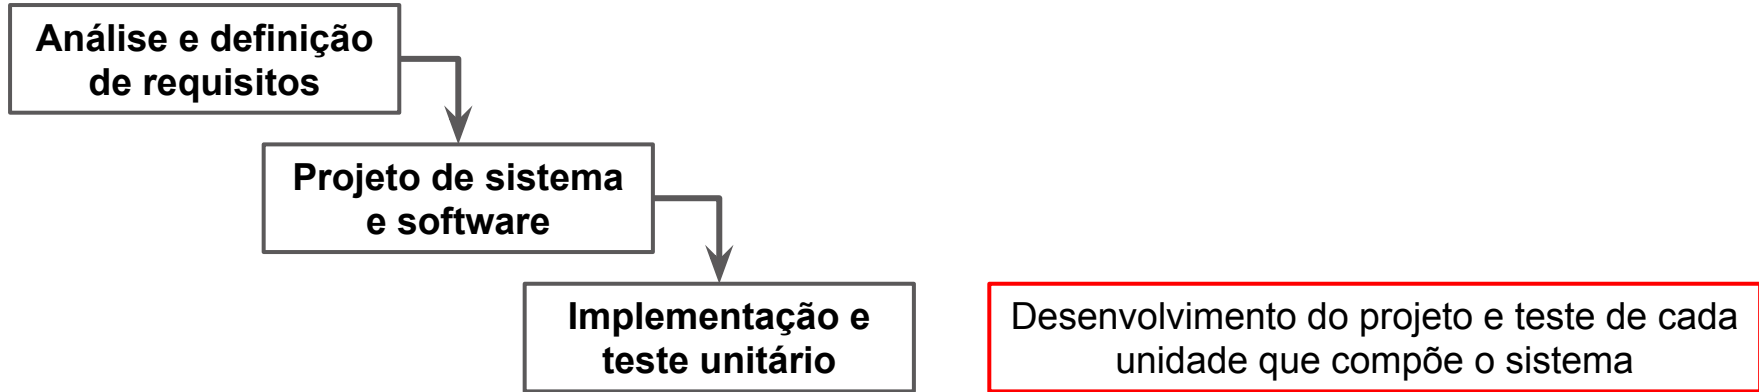 Análise e definição
de requisitos
Projeto de sistema
e software
Implementação e
teste unitário
Desenvolvimento do projeto e teste de cada
unidade que compõe o sistema